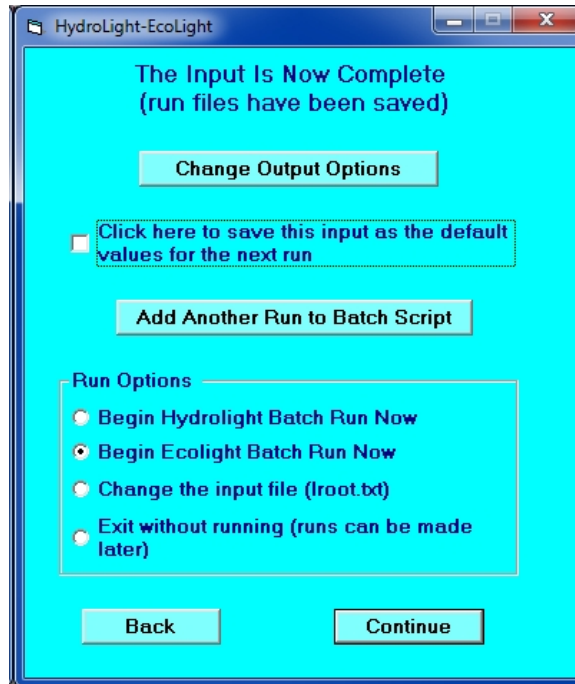 HydroLight-EcoLight
The Input Is Now Complete
(run files have been saved)
Change Output Options
Click here to save this input as the default
values for the next run
Add Another Run to Batch Script
Run Options
Begin Hydrolight Batch Run Now
Begin Ecolight Batch Run Now
Change the input file (Iroot.txt)
Exit without running (runs can be made
later)
Back
Continue